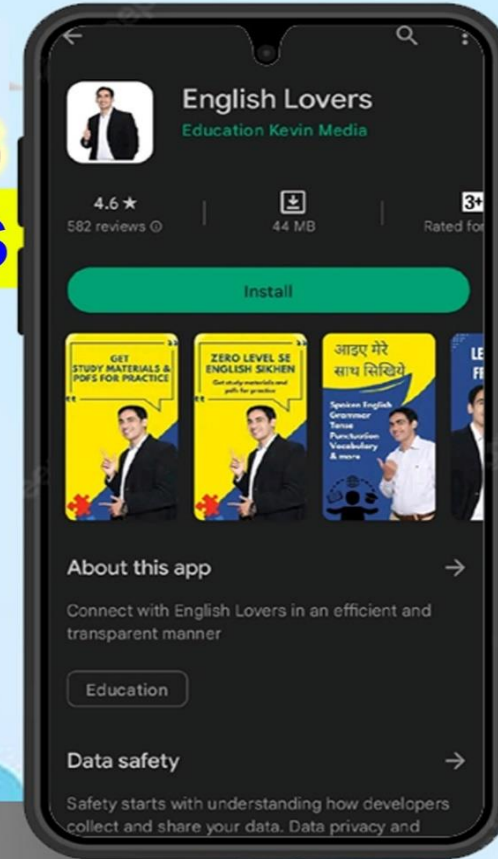 English Lovers
Education Kevin Media
4.6 ★
582 reviews
44 MB
3+
Rated for
Install
GET
STUDY MATERIALS &
PDFS FOR PRACTICE
ZERO LEVEL SE
ENGLISH SIKHEN
Get study materials and
pdfs for practice
आइए मेरे
साथ सिखिये
Spoken English
Grammar
Tense
Punctuation
Vocabulary
& more
About this app
Connect with English Lovers in an efficient and
transparent manner
Education
Data safety
Safety starts with understanding how developers
collect and share your data. Data privacy and